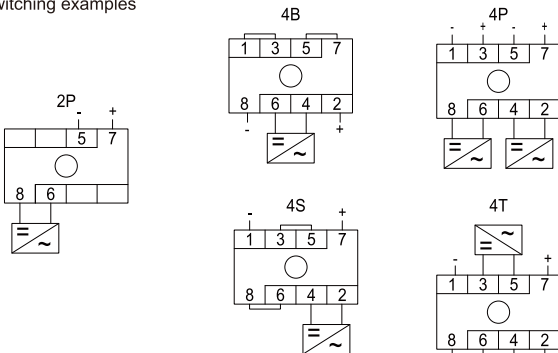 witching examples
4B
1 3 5 7
8 6 4 2
- +
= ~
4P
- + - +
1 3 5 7
8 6 4 2
= ~ = ~
2P
- +
5 7
8 6
= ~
4S
- +
1 3 5 7
8 6 4 2
= ~
4T
= ~
- +
1 3 5 7
8 6 4 2